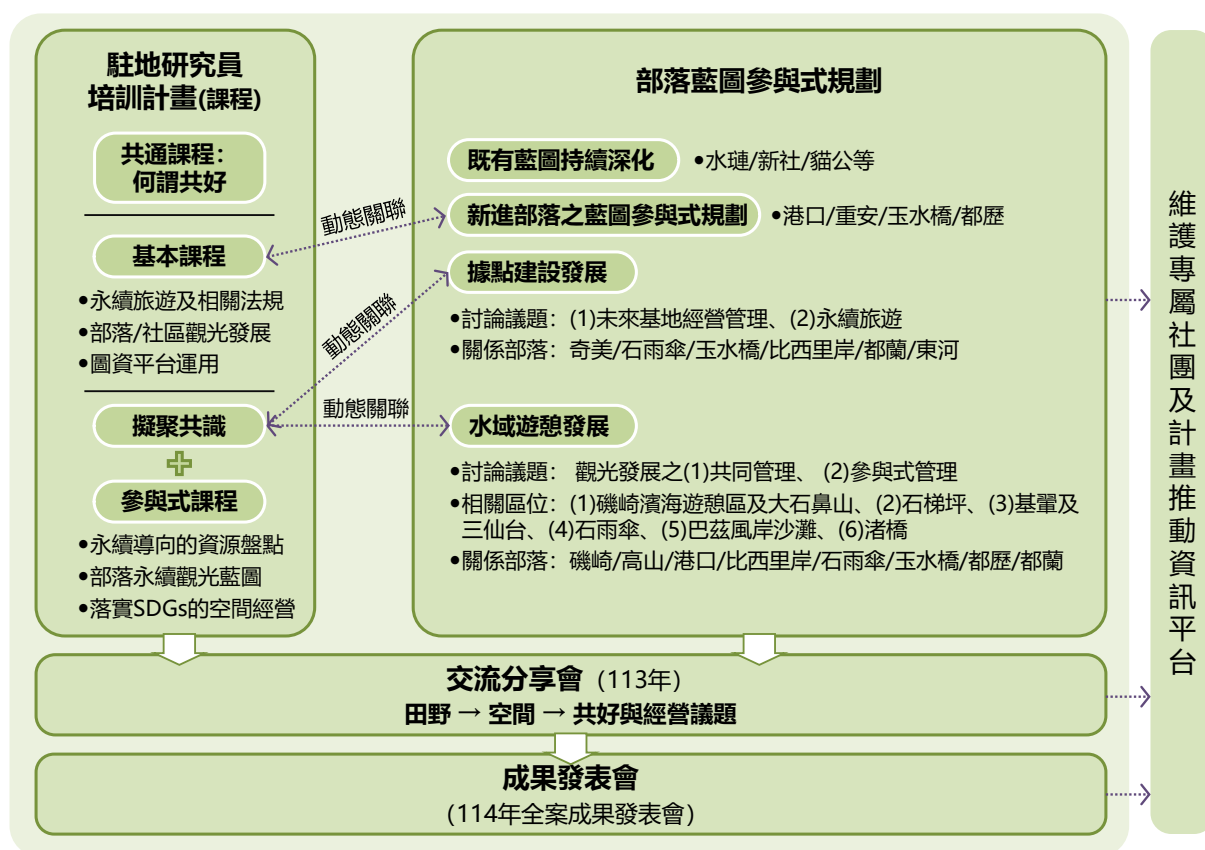 駐地研究員
培訓計畫(課程)
共通課程：
何謂共好
基本課程
•永續旅遊及相關法規
•部落/社區觀光發展
•圖資平台運用
擬聚共識
參與式課程
•永續導向的資源盤點
•部落永續觀光藍圖
•落實SDGs的空間經營
動態關聯
動態關聯
動態關聯
部落藍圖參與式規劃
既有藍圖持續深化 •水璉/新社/貓公等
新進部落之藍圖參與式規劃 •港口/重安/玉水橋/都歷
據點建設發展
•討論議題：(1)未來基地經營管理、(2)永續旅遊
•關係部落：奇美/石雨傘/玉水橋/比西里岸/都蘭/東河
水域遊憩發展
•討論議題： 觀光發展之(1)共同管理、 (2)參與式管理
•相關區位：(1)磯崎濱海遊憩區及大石鼻山、(2)石梯坪、(3)基翬及
三仙台、(4)石雨傘、(5)巴茲風岸沙灘、(6)渚橋
•關係部落：磯崎/高山/港口/比西里岸/石雨傘/玉水橋/都歷/都蘭
交流分享會（113年）
田野 → 空間 → 共好與經營議題
成果發表會
（114年全案成果發表會）
維護專屬社團及計畫推動資訊平台